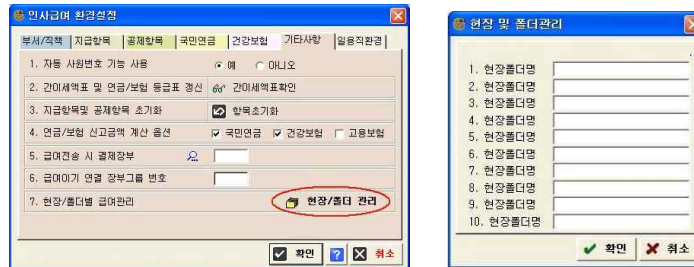 인사급여 환경설정
부서/직책 지급항목 공제항목 국민연금 건강보험 기타사항 일용직환경
1. 자동 사원번호 기능 사용 예 아니오
2. 간이세액표 및 연금/보험 등급표 갱신 간이세액표확인
3. 지급항목및 공제항목 초기화 항목초기화
4. 연금/보험 신고금액 계산 옵션 국민연금 건강보험 고용보험
5. 급여전송 시 결제장부
6. 급여이기 연결 장부그룹 번호
7. 현장/폴더별 급여관리 현장/폴더 관리
확인 ? 취소
현장 및 폴더관리
1. 현장폴더명
2. 현장폴더명
3. 현장폴더명
4. 현장폴더명
5. 현장폴더명
6. 현장폴더명
7. 현장폴더명
8. 현장폴더명
9. 현장폴더명
10. 현장폴더명
확인 취소